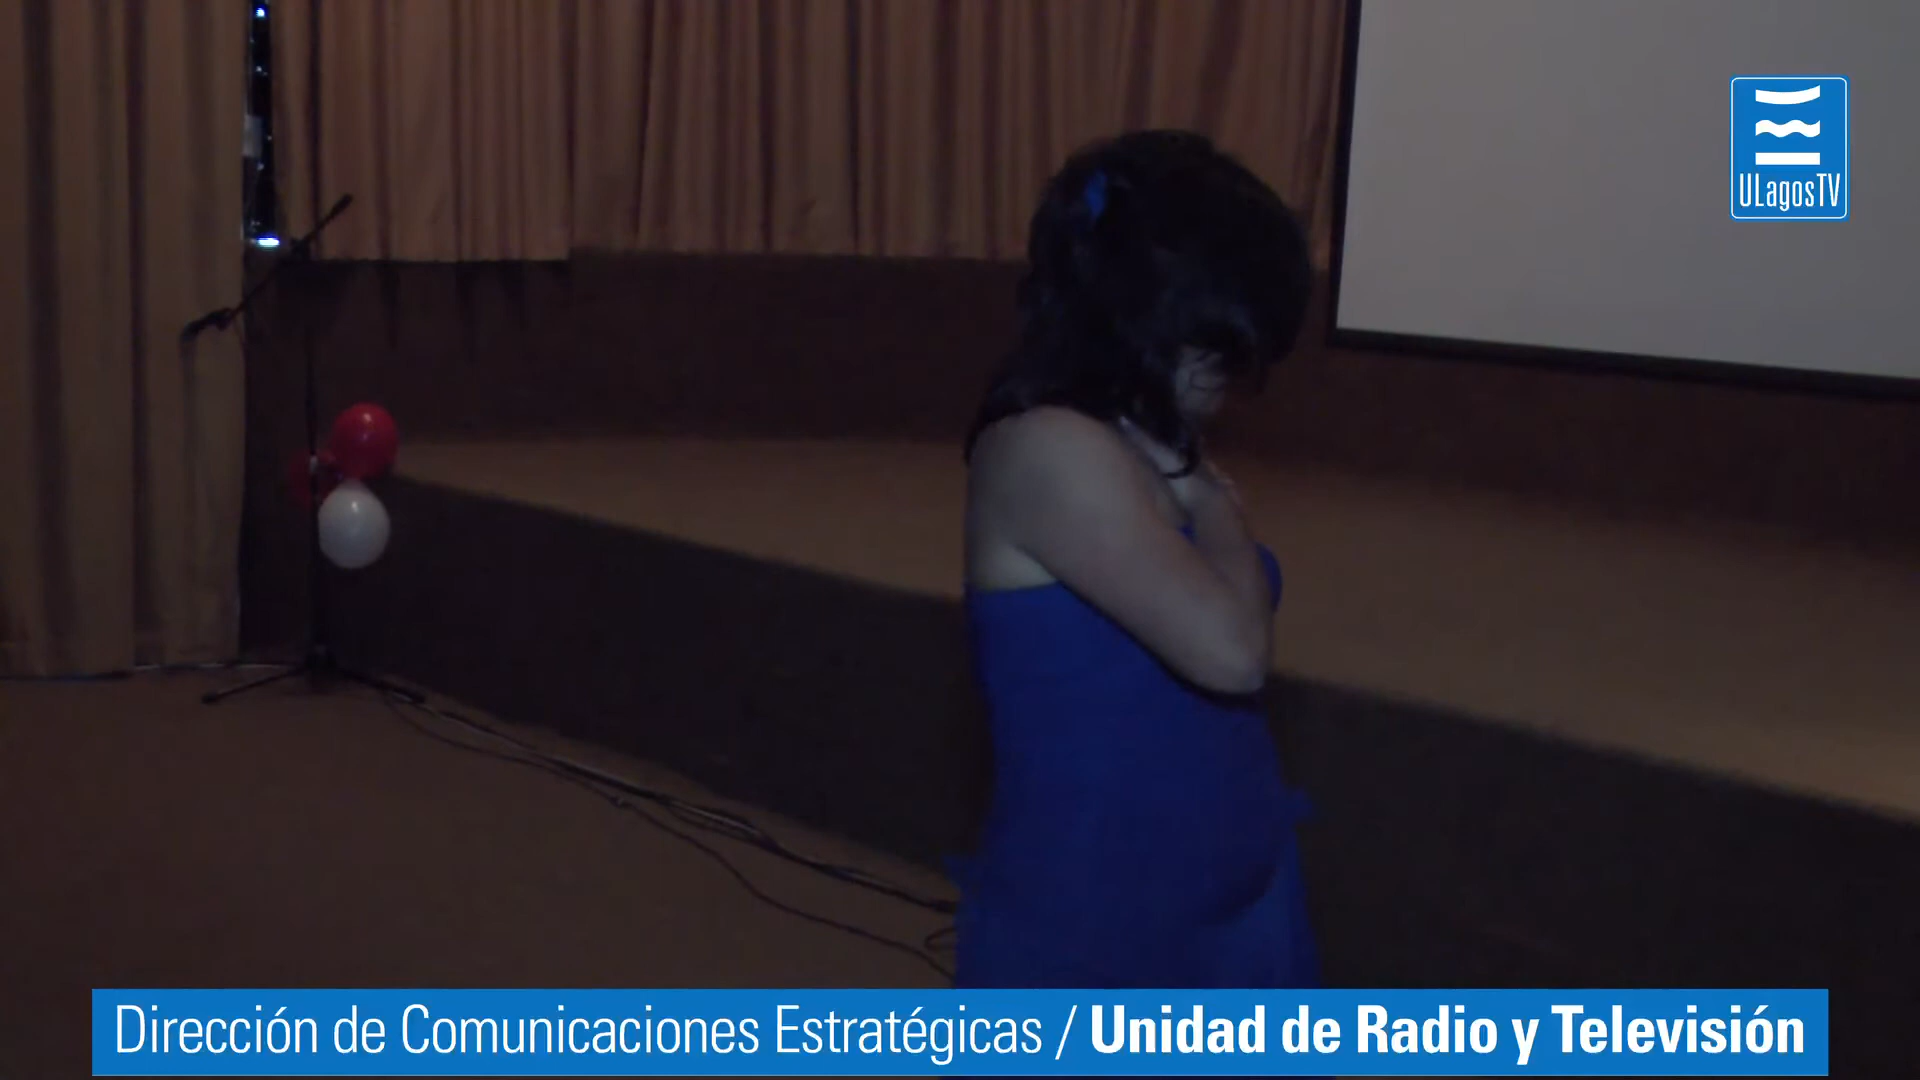 ULagosTV
Dirección de Comunicaciones Estratégicas / Unidad de Radio y Televisión